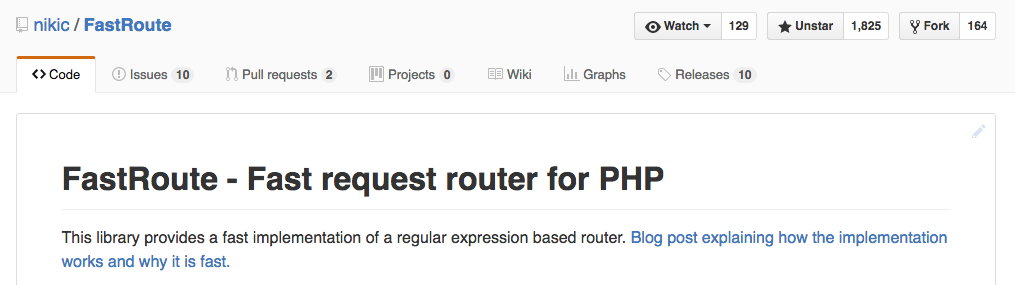 nikic / FastRoute
Watch 129 Unstar 1,825 Fork 164
Code Issues 10 Pull requests 2 Projects 0 Wiki Graphs Releases 10
FastRoute - Fast request router for PHP
This library provides a fast implementation of a regular expression based router. Blog post explaining how the implementation
works and why it is fast.